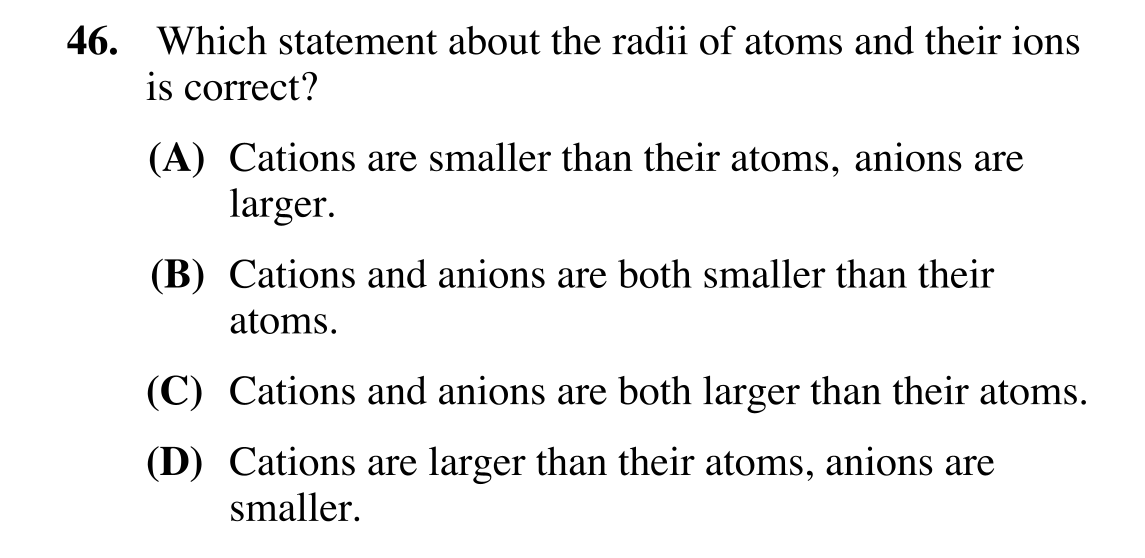 46. Which statement about the radii of atoms and their ions
is correct?
(A) Cations are smaller than their atoms, anions are
larger.
(B) Cations and anions are both smaller than their
atoms.
(C) Cations and anions are both larger than their atoms.
(D) Cations are larger than their atoms, anions are
smaller.